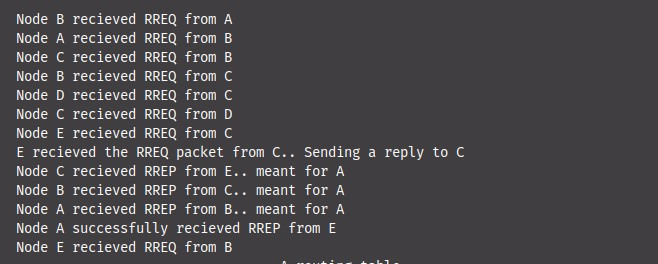 Node B recieved RREQ from A
Node A recieved RREQ from B
Node C recieved RREQ from B
Node B recieved RREQ from C
Node D recieved RREQ from C
Node C recieved RREQ from D
Node E recieved RREQ from C
E recieved the RREQ packet from C.. Sending a reply to C
Node C recieved RREP from E.. meant for A
Node B recieved RREP from C.. meant for A
Node A recieved RREP from B.. meant for A
Node A successfully recieved RREP from E
Node E recieved RREQ from B
A routing table